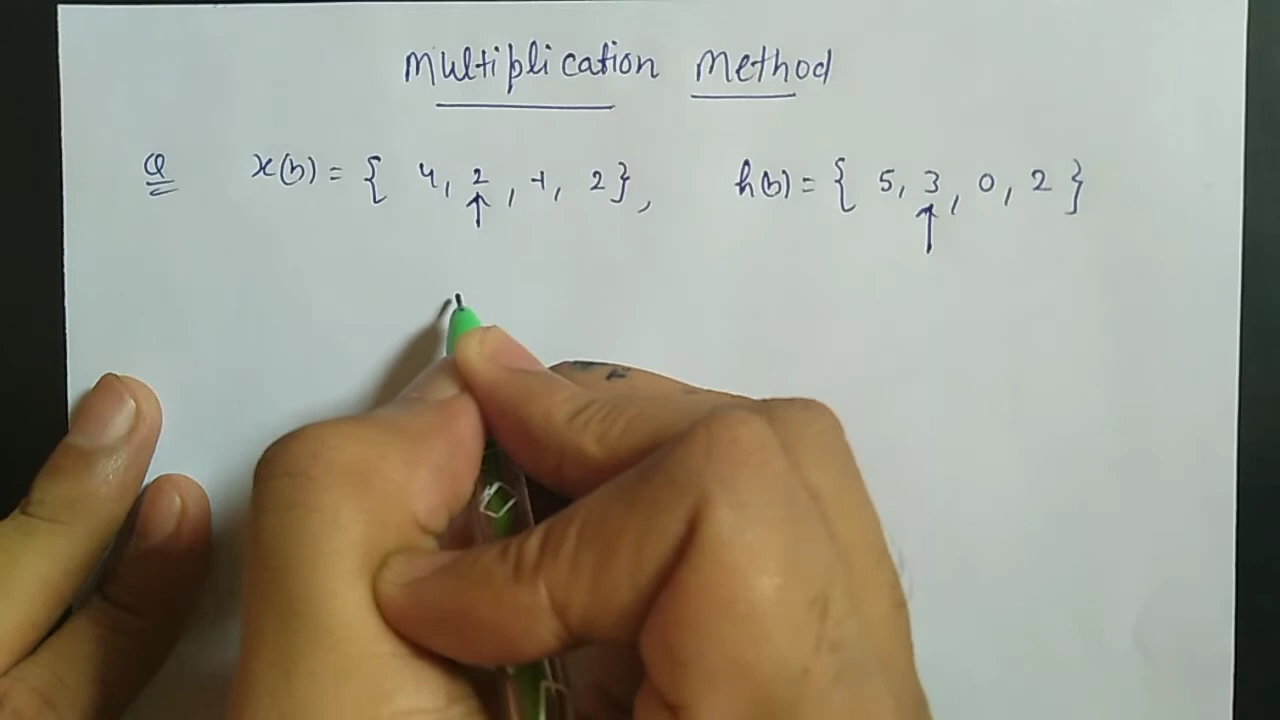 Multiplication Method
Q x(n) = { 4, 2, -1, 2 }, h(n) = { 5, 3, 0, 2 }
↑ ↑